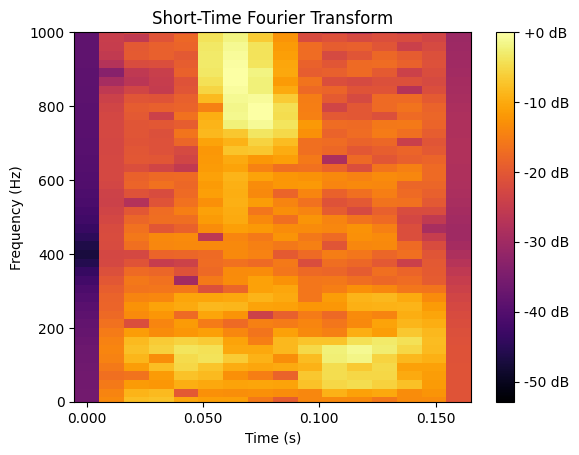 Short-Time Fourier Transform
1000
800
600
400
200
0
Frequency (Hz)
0.000
0.050
0.100
0.150
Time (s)
+0 dB
-10 dB
-20 dB
-30 dB
-40 dB
-50 dB